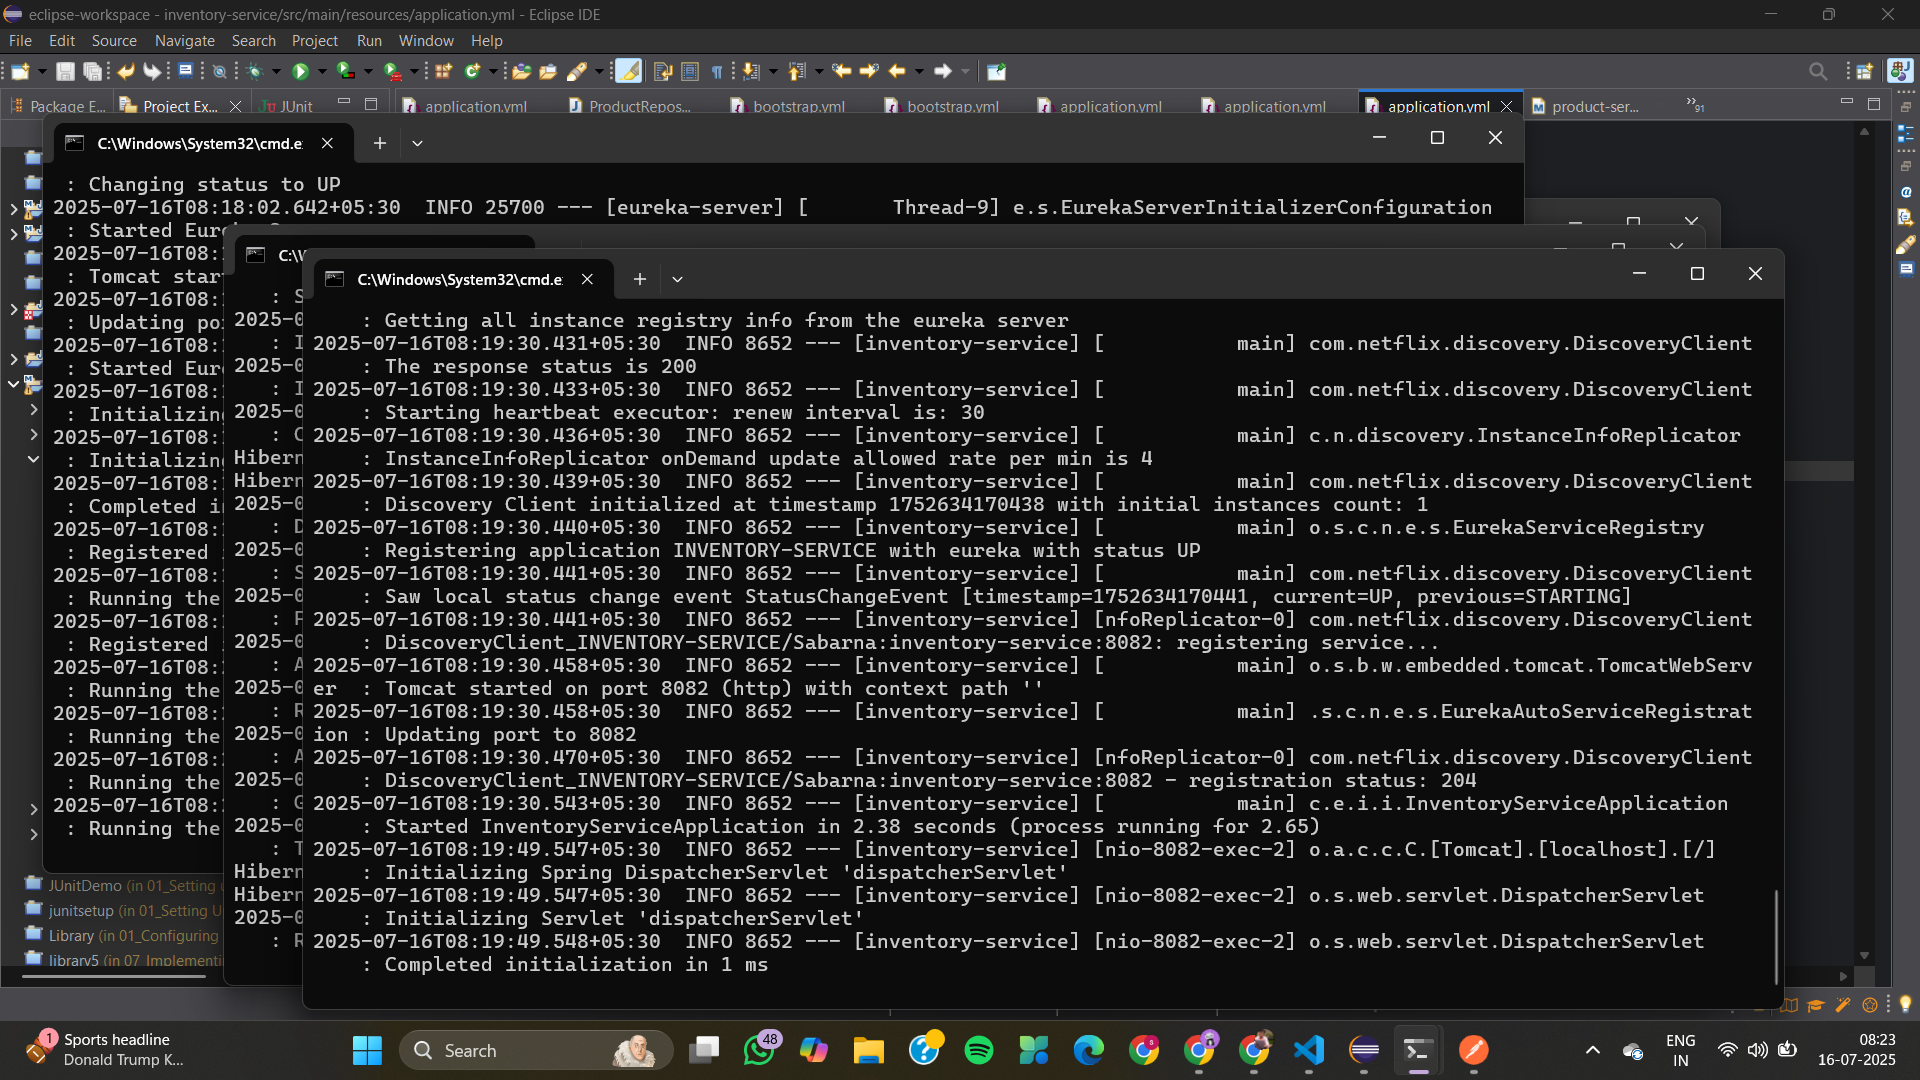 eclipse-workspace - inventory-service/src/main/resources/application.yml - Eclipse IDE
File Edit Source Navigate Search Project Run Window Help
Package E... Project Ex... JUnit application.yml ProductRepos... bootstrap.yml bootstrap.yml application.yml application.yml application.yml product-ser... 91
C:\Windows\System32\cmd.e
: Changing status to UP
2025-07-16T08:18:02.642+05:30 INFO 25700 --- [eureka-server] [ Thread-9] e.s.EurekaServerInitializerConfiguration
: Started Eur
2025-07-16T08:
: Tomcat star
2025-07-16T08:
: Updating po
2025-07-16T08:
: Started Eur
2025-07-16T08:
: Initializing
2025-07-16T08:
: Initializing
2025-07-16T08:
: Completed i
2025-07-16T08:
: Registered
2025-07-16T08:
: Running the
2025-07-16T08:
: Registered
2025-07-16T08:
: Running the
2025-07-16T08:
: Running the
2025-07-16T08:
: Running the
2025-07-16T08:
: Running the
C:\W
: S
2025-0
: I
2025-0
: I
2025-0
: C
Hibern
Hibern
2025-0
: D
2025-0
: S
2025-0
: F
2025-0
: A
2025-0
: R
2025-0
: A
2025-0
: G
2025-0
: T
Hibern
Hibern
2025-0
: R
C:\Windows\System32\cmd.e
: Getting all instance registry info from the eureka server
2025-07-16T08:19:30.431+05:30 INFO 8652 --- [inventory-service] [ main] com.netflix.discovery.DiscoveryClient
: The response status is 200
2025-07-16T08:19:30.433+05:30 INFO 8652 --- [inventory-service] [ main] com.netflix.discovery.DiscoveryClient
: Starting heartbeat executor: renew interval is: 30
2025-07-16T08:19:30.436+05:30 INFO 8652 --- [inventory-service] [ main] c.n.discovery.InstanceInfoReplicator
: InstanceInfoReplicator onDemand update allowed rate per min is 4
2025-07-16T08:19:30.439+05:30 INFO 8652 --- [inventory-service] [ main] com.netflix.discovery.DiscoveryClient
: Discovery Client initialized at timestamp 1752634170438 with initial instances count: 1
2025-07-16T08:19:30.440+05:30 INFO 8652 --- [inventory-service] [ main] o.s.c.n.e.s.EurekaServiceRegistry
: Registering application INVENTORY-SERVICE with eureka with status UP
2025-07-16T08:19:30.441+05:30 INFO 8652 --- [inventory-service] [ main] com.netflix.discovery.DiscoveryClient
: Saw local status change event StatusChangeEvent [timestamp=1752634170441, current=UP, previous=STARTING]
2025-07-16T08:19:30.441+05:30 INFO 8652 --- [inventory-service] [nfoReplicator-0] com.netflix.discovery.DiscoveryClient
: DiscoveryClient_INVENTORY-SERVICE/Sabarna:inventory-service:8082: registering service...
2025-07-16T08:19:30.458+05:30 INFO 8652 --- [inventory-service] [ main] o.s.b.w.embedded.tomcat.TomcatWebServ
er : Tomcat started on port 8082 (http) with context path ''
2025-07-16T08:19:30.458+05:30 INFO 8652 --- [inventory-service] [ main] .s.c.n.e.s.EurekaAutoServiceRegistrat
ion : Updating port to 8082
2025-07-16T08:19:30.470+05:30 INFO 8652 --- [inventory-service] [nfoReplicator-0] com.netflix.discovery.DiscoveryClient
: DiscoveryClient_INVENTORY-SERVICE/Sabarna:inventory-service:8082 - registration status: 204
2025-07-16T08:19:30.543+05:30 INFO 8652 --- [inventory-service] [ main] c.e.i.i.InventoryServiceApplication
: Started InventoryServiceApplication in 2.38 seconds (process running for 2.65)
2025-07-16T08:19:49.547+05:30 INFO 8652 --- [inventory-service] [nio-8082-exec-2] o.a.c.c.C.[Tomcat].[localhost].[/]
: Initializing Spring DispatcherServlet 'dispatcherServlet'
2025-07-16T08:19:49.547+05:30 INFO 8652 --- [inventory-service] [nio-8082-exec-2] o.s.web.servlet.DispatcherServlet
: Initializing Servlet 'dispatcherServlet'
2025-07-16T08:19:49.548+05:30 INFO 8652 --- [inventory-service] [nio-8082-exec-2] o.s.web.servlet.DispatcherServlet
: Completed initialization in 1 ms
JUnitDemo (in 01_Setting u
junitsetup (in 01_Setting U
Library (in 01_Configuring
library5 (in 07 Implementi
Sports headline
Donald Trump K...
Search
48
ENG
IN
08:23
16-07-2025